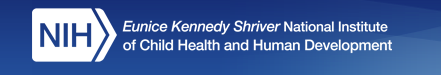 NIH
Eunice Kennedy Shriver National Institute
of Child Health and Human Development